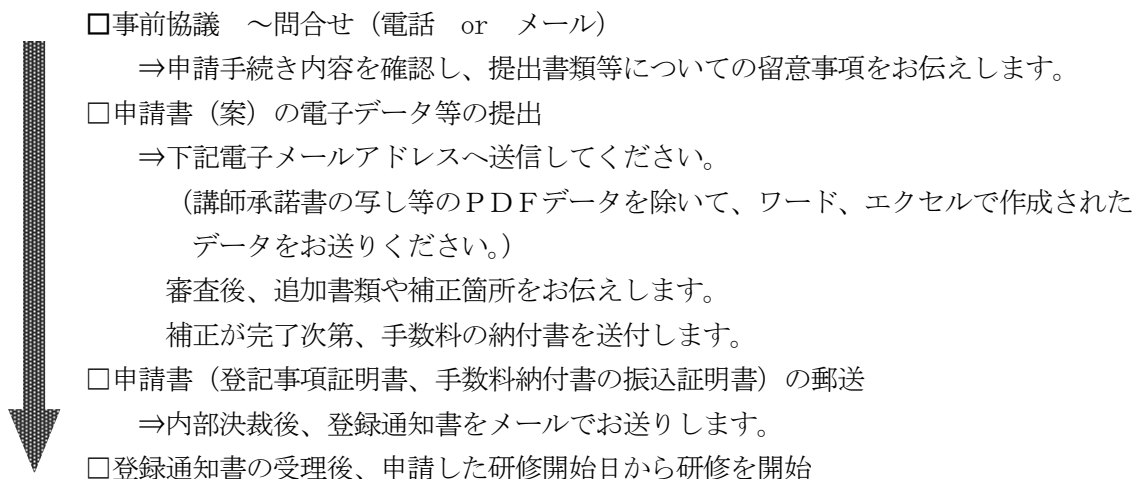 □事前協議　～問合せ（電話　or　メール）
⇒申請手続き内容を確認し、提出書類等についての留意事項をお伝えします。
□申請書（案）の電子データ等の提出
⇒下記電子メールアドレスへ送信してください。
（講師承諾書の写し等のＰＤＦデータを除いて、ワード、エクセルで作成された
データをお送りください。）
審査後、追加書類や補正箇所をお伝えします。
補正が完了次第、手数料の納付書を送付します。
□申請書（登記事項証明書、手数料納付書の振込証明書）の郵送
⇒内部決裁後、登録通知書をメールでお送りします。
□登録通知書の受理後、申請した研修開始日から研修を開始